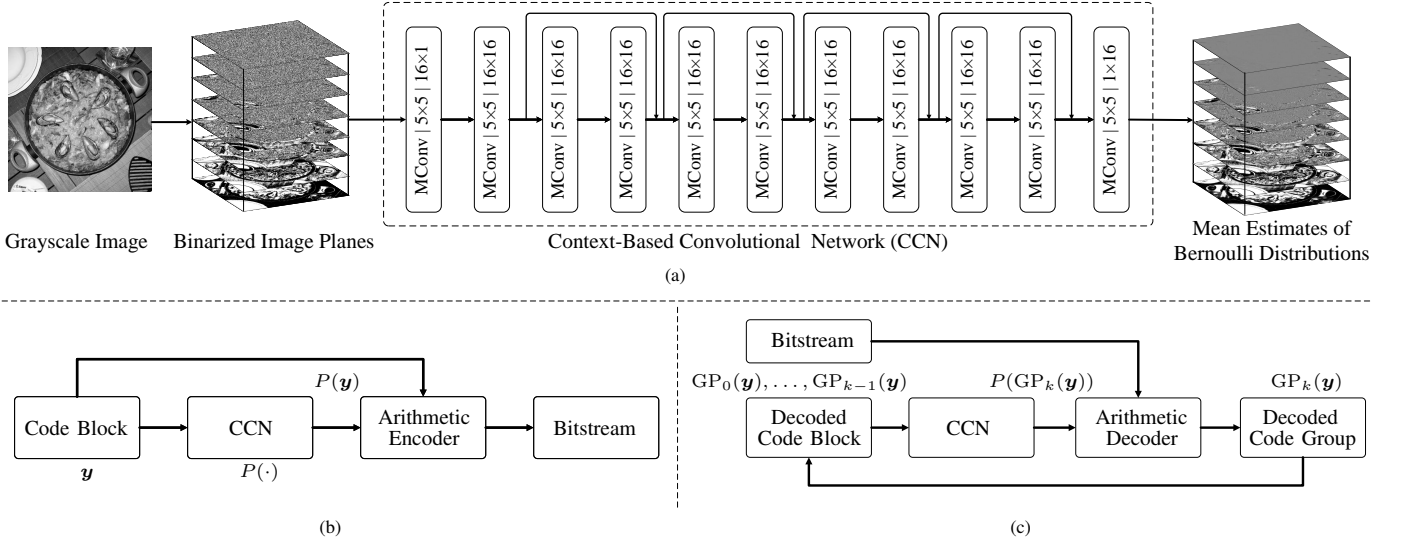 MConv | 5×5 | 16×1
MConv | 5×5 | 16×16
MConv | 5×5 | 16×16
MConv | 5×5 | 16×16
MConv | 5×5 | 16×16
MConv | 5×5 | 16×16
MConv | 5×5 | 16×16
MConv | 5×5 | 16×16
MConv | 5×5 | 16×16
MConv | 5×5 | 16×16
MConv | 5×5 | 1×16
Grayscale Image
Binarized Image Planes
Context-Based Convolutional Network (CCN)
Mean Estimates of
Bernoulli Distributions
(a)
P(y)
Code Block
CCN
Arithmetic
Encoder
Bitstream
y
P(·)
(b)
Bitstream
GP₀(y), . . . , GPₖ₋₁(y)
P(GPₖ(y))
GPₖ(y)
Decoded
Code Block
CCN
Arithmetic
Decoder
Decoded
Code Group
(c)